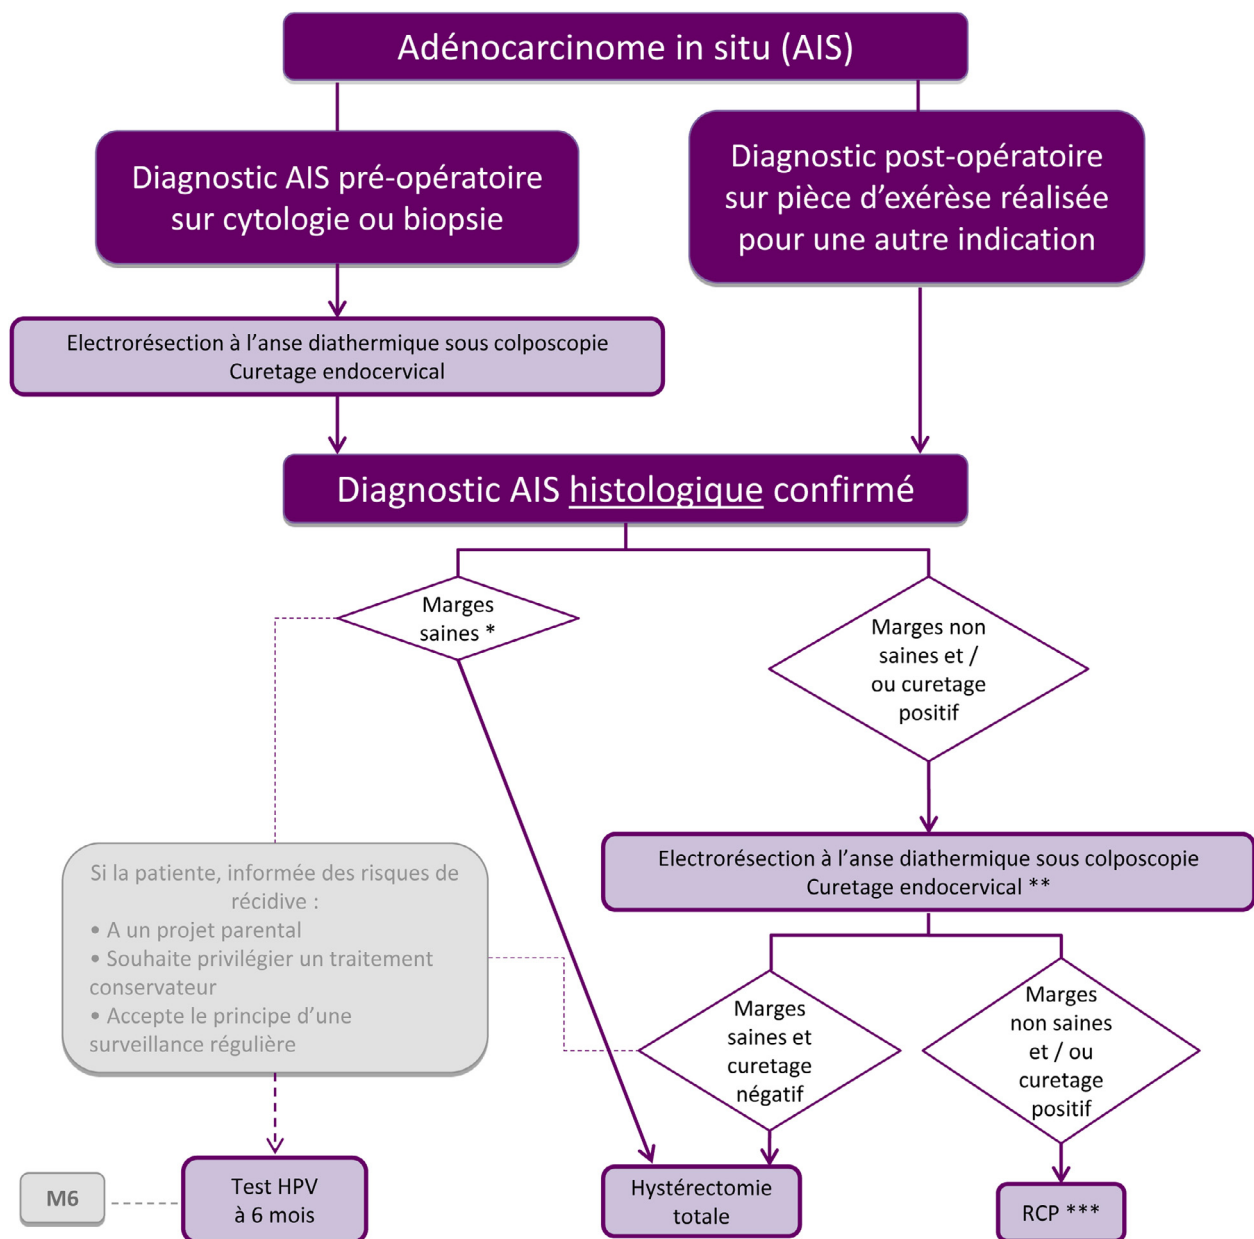 Adénocarcinome in situ (AIS)
Diagnostic AIS pré-opératoire
sur cytologie ou biopsie
Diagnostic post-opératoire
sur pièce d’exérèse réalisée
pour une autre indication
Electrorésection à l’anse diathermique sous colposcopie
Curetage endocervical
Diagnostic AIS histologique confirmé
Marges
saines *
Marges non
saines et /
ou curetage
positif
Electrorésection à l’anse diathermique sous colposcopie
Curetage endocervical **
Si la patiente, informée des risques de
récidive :
• A un projet parental
• Souhaite privilégier un traitement
conservateur
• Accepte le principe d’une
surveillance régulière
Marges
saines et
curetage
négatif
Marges
non saines
et / ou
curetage
positif
M6
Test HPV
à 6 mois
Hystérectomie
totale
RCP ***